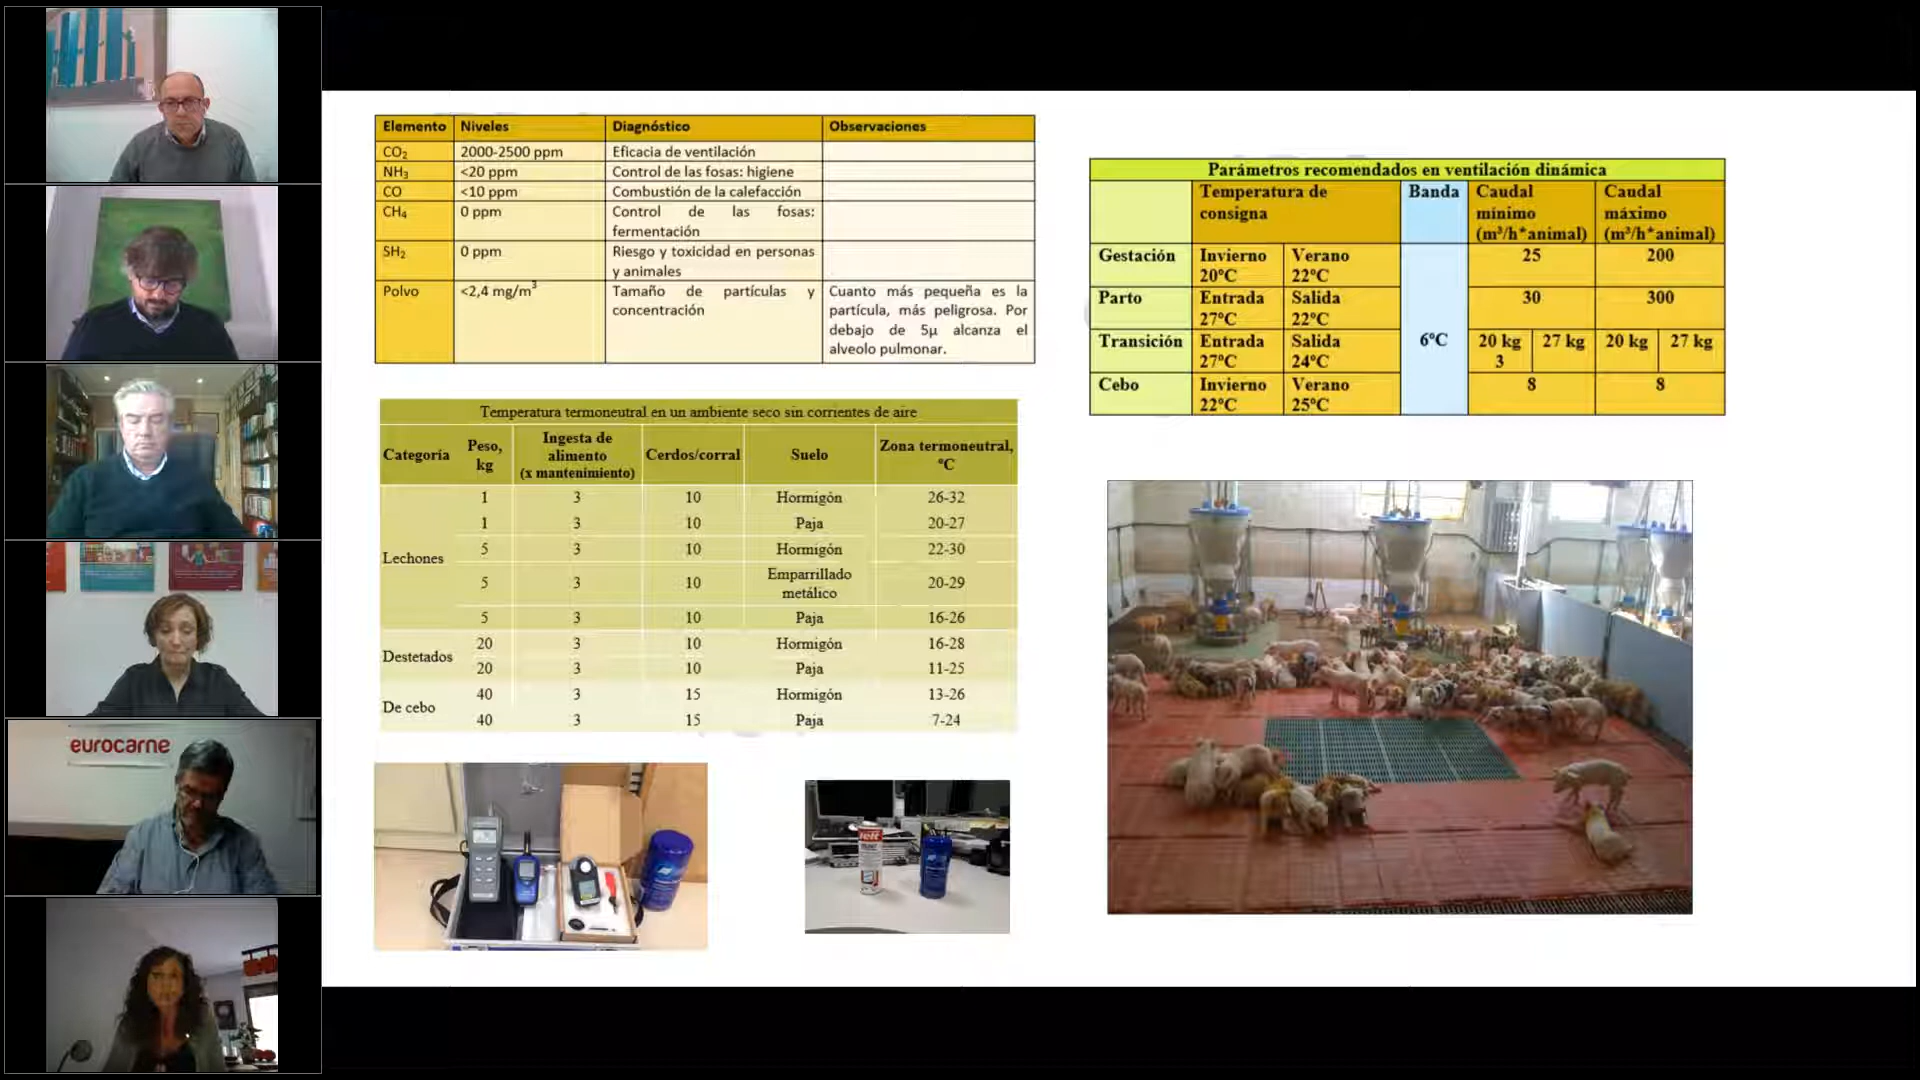 eurocarne
Elemento Niveles Diagnóstico Observaciones
CO₂ 2000-2500 ppm Eficacia de ventilación
NH₃ <20 ppm Control de las fosas: higiene
CO <10 ppm Combustión de la calefacción
CH₄ 0 ppm Control de las fosas:
fermentación
SH₂ 0 ppm Riesgo y toxicidad en personas
y animales
Polvo <2,4 mg/m³ Tamaño de partículas y
concentración
Cuanto más pequeña es la
partícula, más peligrosa. Por
debajo de 5µ alcanza el
alveolo pulmonar.
Temperatura termoneutral en un ambiente seco sin corrientes de aire
Categoría Peso,
kg
Ingesta de
alimento
(x mantenimiento)
Cerdos/corral Suelo Zona termoneutral,
ºC
Lechones
1 3 10 Hormigón 26-32
1 3 10 Paja 20-27
5 3 10 Hormigón 22-30
5 3 10 Emparrillado
metálico
20-29
5 3 10 Paja 16-26
Destetados
20 3 10 Hormigón 16-28
20 3 10 Paja 11-25
De cebo
40 3 15 Hormigón 13-26
40 3 15 Paja 7-24
Parámetros recomendados en ventilación dinámica
Temperatura de
consigna
Banda
Caudal
mínimo
(m³/h*animal)
Caudal
máximo
(m³/h*animal)
Gestación Invierno
20ºC
Verano
22ºC
25 200
Parto Entrada
27ºC
Salida
22ºC
30 300
Transición Entrada
27ºC
Salida
24ºC
6ºC
20 kg
3
27 kg 20 kg 27 kg
Cebo Invierno
22ºC
Verano
25ºC
8 8